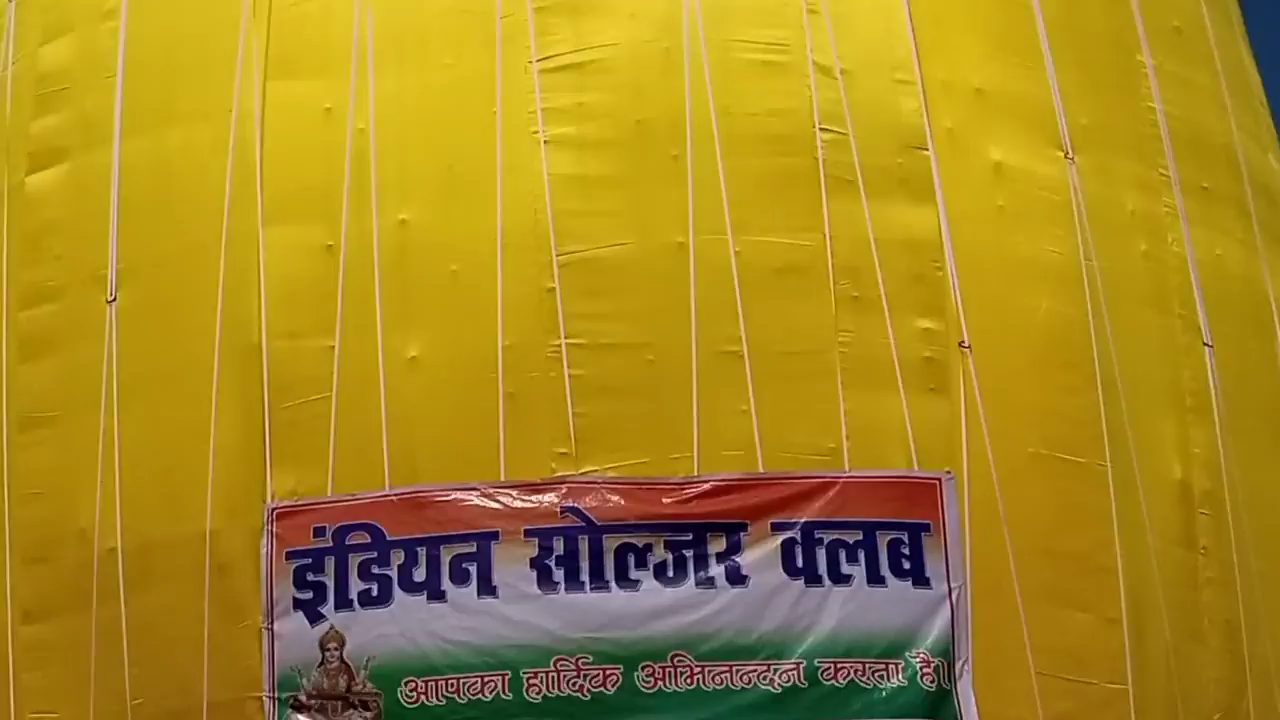 इंडियन सोल्जर क्लब
आपका हार्दिक अभिनन्दन करता है।